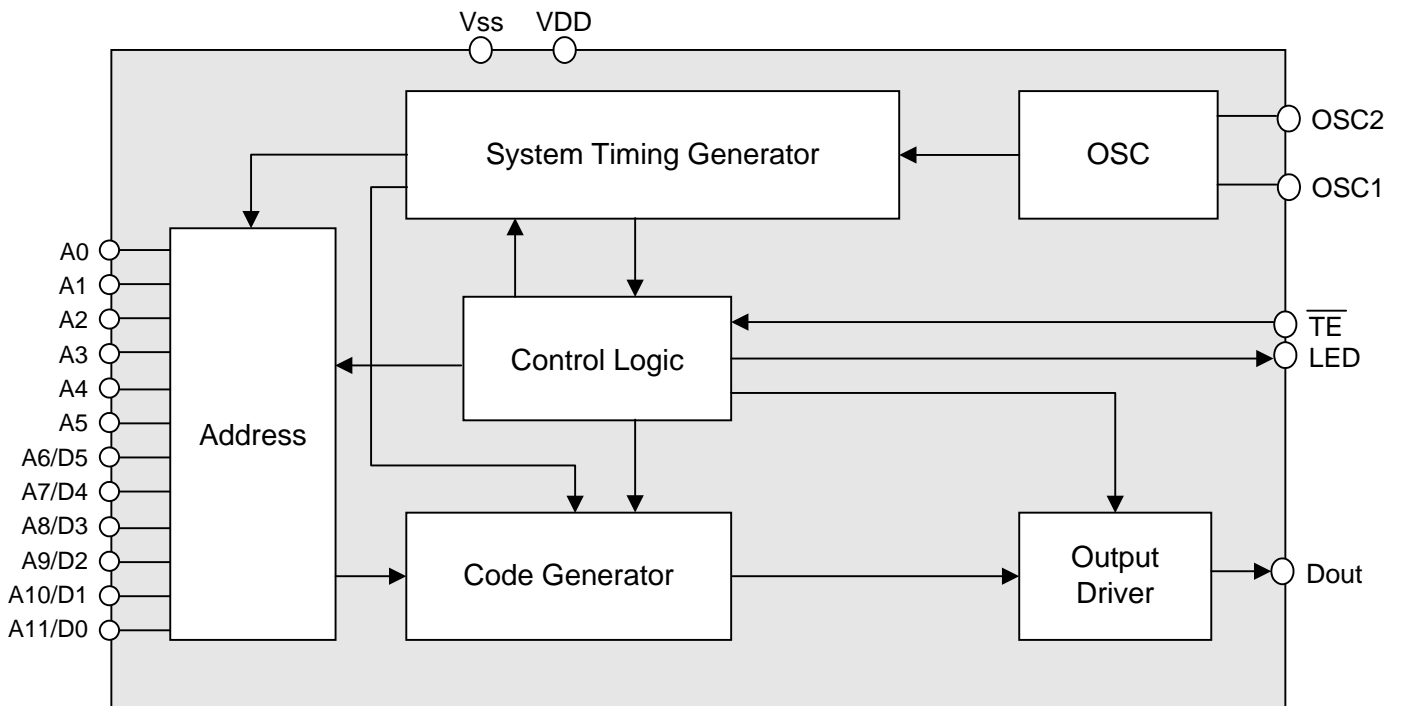 Vss VDD
System Timing Generator
OSC
OSC2
OSC1
A0
A1
A2
A3
A4
A5
A6/D5
A7/D4
A8/D3
A9/D2
A10/D1
A11/D0
Address
Control Logic
TE
LED
Code Generator
Output
Driver
Dout